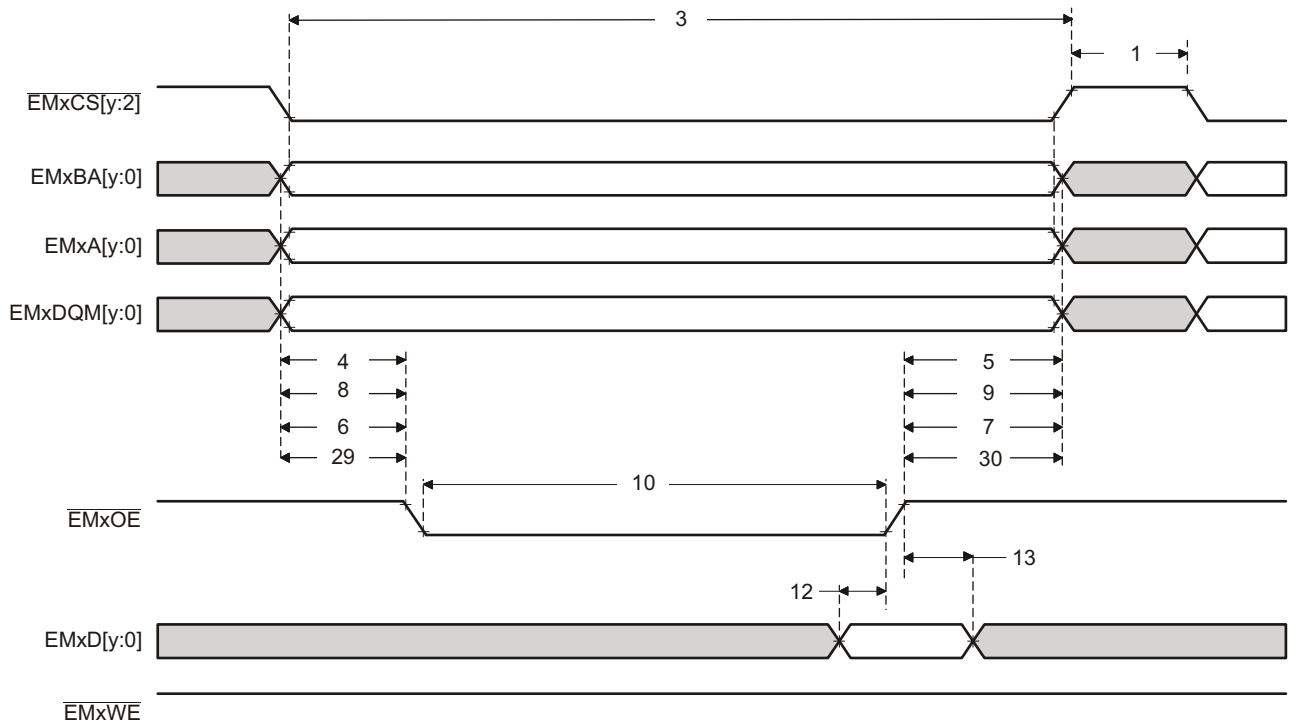 3
1
EMxCS[y:2]
EMxBA[y:0]
EMxA[y:0]
EMxDQM[y:0]
4 5
8 9
6 7
29 30
10
EMxOE
13
12
EMxD[y:0]
EMxWE